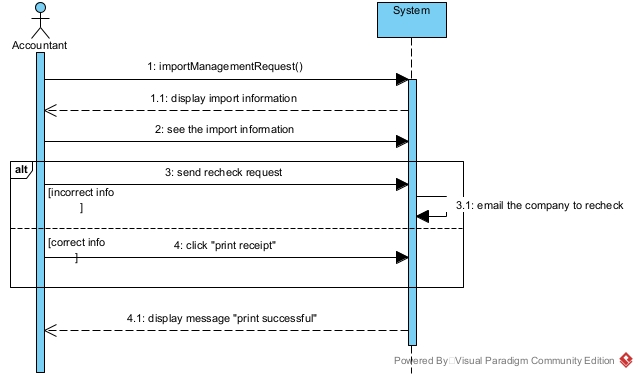 System
Accountant
1: importManagementRequest()
1.1: display import information
2: see the import information
alt
3: send recheck request
[incorrect info
]
3.1: email the company to recheck
[correct info
]
4: click "print receipt"
4.1: display message "print successful"
Powered By Visual Paradigm Community Edition